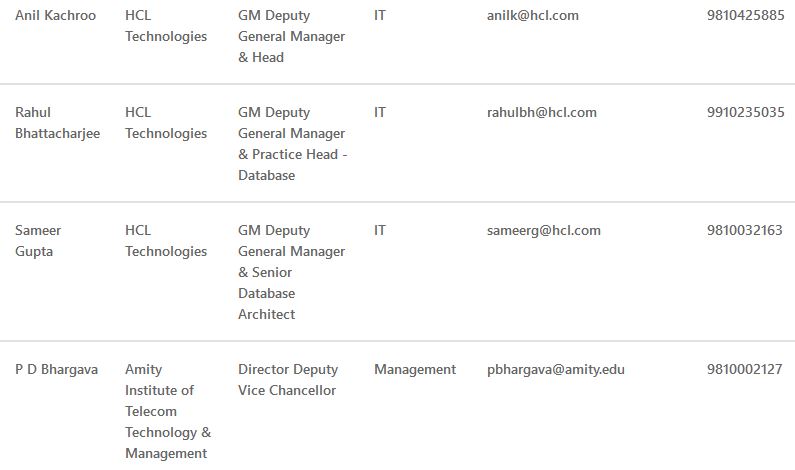 Anil Kachroo HCL GM Deputy IT anilk@hcl.com 9810425885
Technologies General Manager
& Head
Rahul HCL GM Deputy IT rahulbh@hcl.com 9910235035
Bhattacharjee Technologies General Manager
& Practice Head -
Database
Sameer HCL GM Deputy IT sameerg@hcl.com 9810032163
Gupta Technologies General Manager
& Senior
Database
Architect
P D Bhargava Amity Director Deputy Management pbhargava@amity.edu 9810002127
Institute of Vice Chancellor
Telecom
Technology &
Management